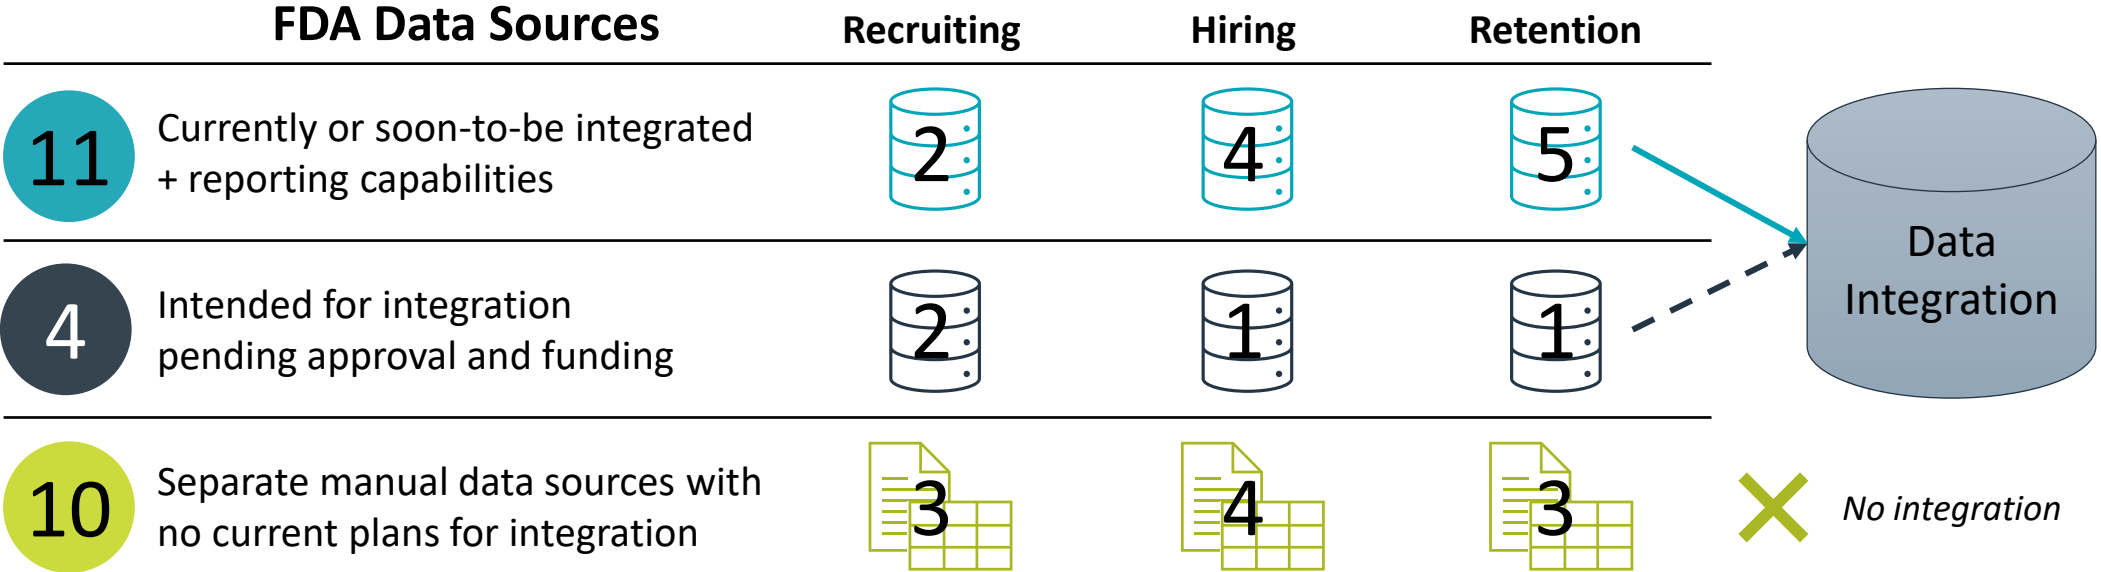 FDA Data Sources Recruiting Hiring Retention
11 Currently or soon-to-be integrated
+ reporting capabilities
2 4 5
4 Intended for integration
pending approval and funding
2 1 1
Data
Integration
10 Separate manual data sources with
no current plans for integration
3 4 3
No integration